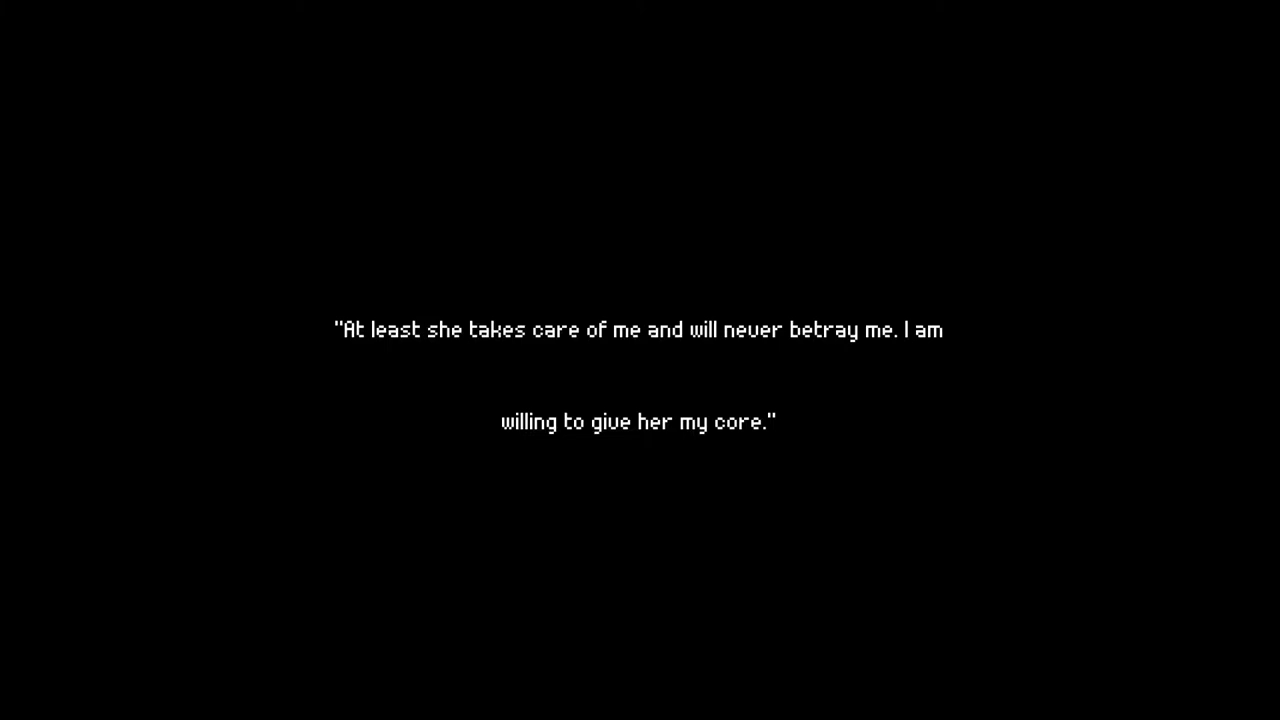 "At least she takes care of me and will never betray me. I am
willing to give her my core."